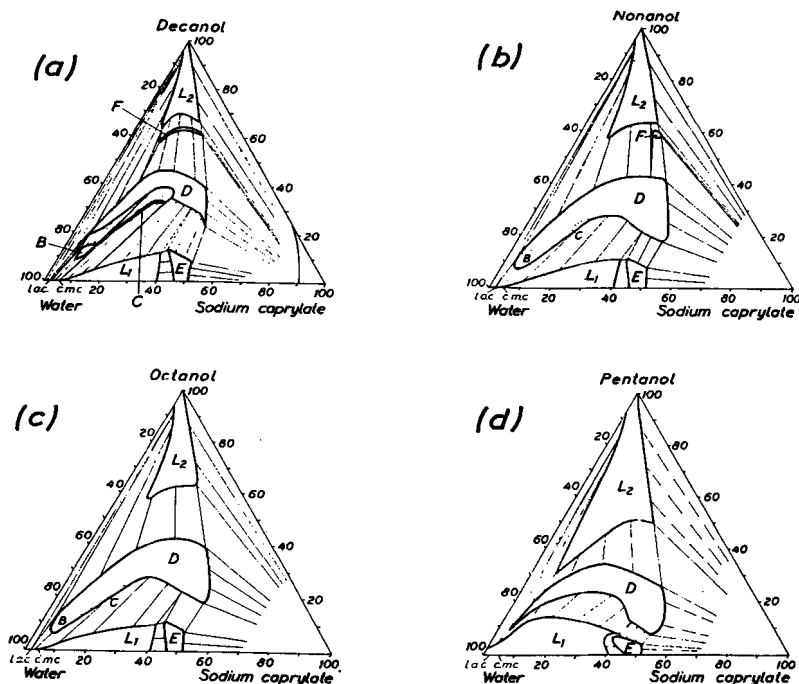 (a)
Decanol
100
20
80
L₂
F
40
60
60
40
D
80
20
B
L₁
E
100
lac
cmc
20
C
40
60
80
100
Water
Sodium caprylate
(b)
Nonanol
100
20
80
L₂
40
60
F
60
40
D
80
20
B
C
L₁
E
100
lac cmc
20
40
60
80
100
Water
Sodium caprylate
(c)
Octanol
100
20
80
L₂
40
60
60
40
D
80
20
B
C
L₁
E
100
lac cmc
20
40
60
80
100
Water
Sodium caprylate
(d)
Pentanol
100
20
80
L₂
40
60
60
40
D
80
20
L₁
E
100
lac cmc
20
40
60
80
100
Water
Sodium caprylate